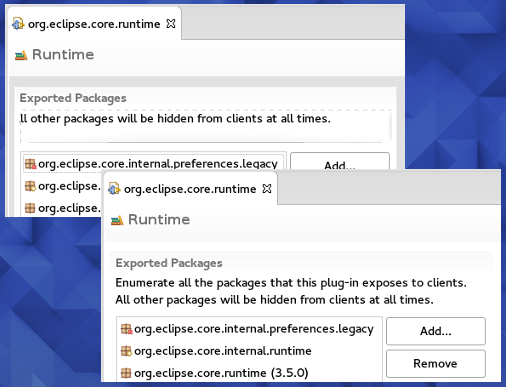 org.eclipse.core.runtime
Runtime
Exported Packages
ll other packages will be hidden from clients at all times.
org.eclipse.core.internal.preferences.legacy
Add...
org.eclipse.
org.eclipse.
org.eclipse.core.runtime
Runtime
Exported Packages
Enumerate all the packages that this plug-in exposes to clients.
All other packages will be hidden from clients at all times.
org.eclipse.core.internal.preferences.legacy
Add...
org.eclipse.core.internal.runtime
Remove
org.eclipse.core.runtime (3.5.0)